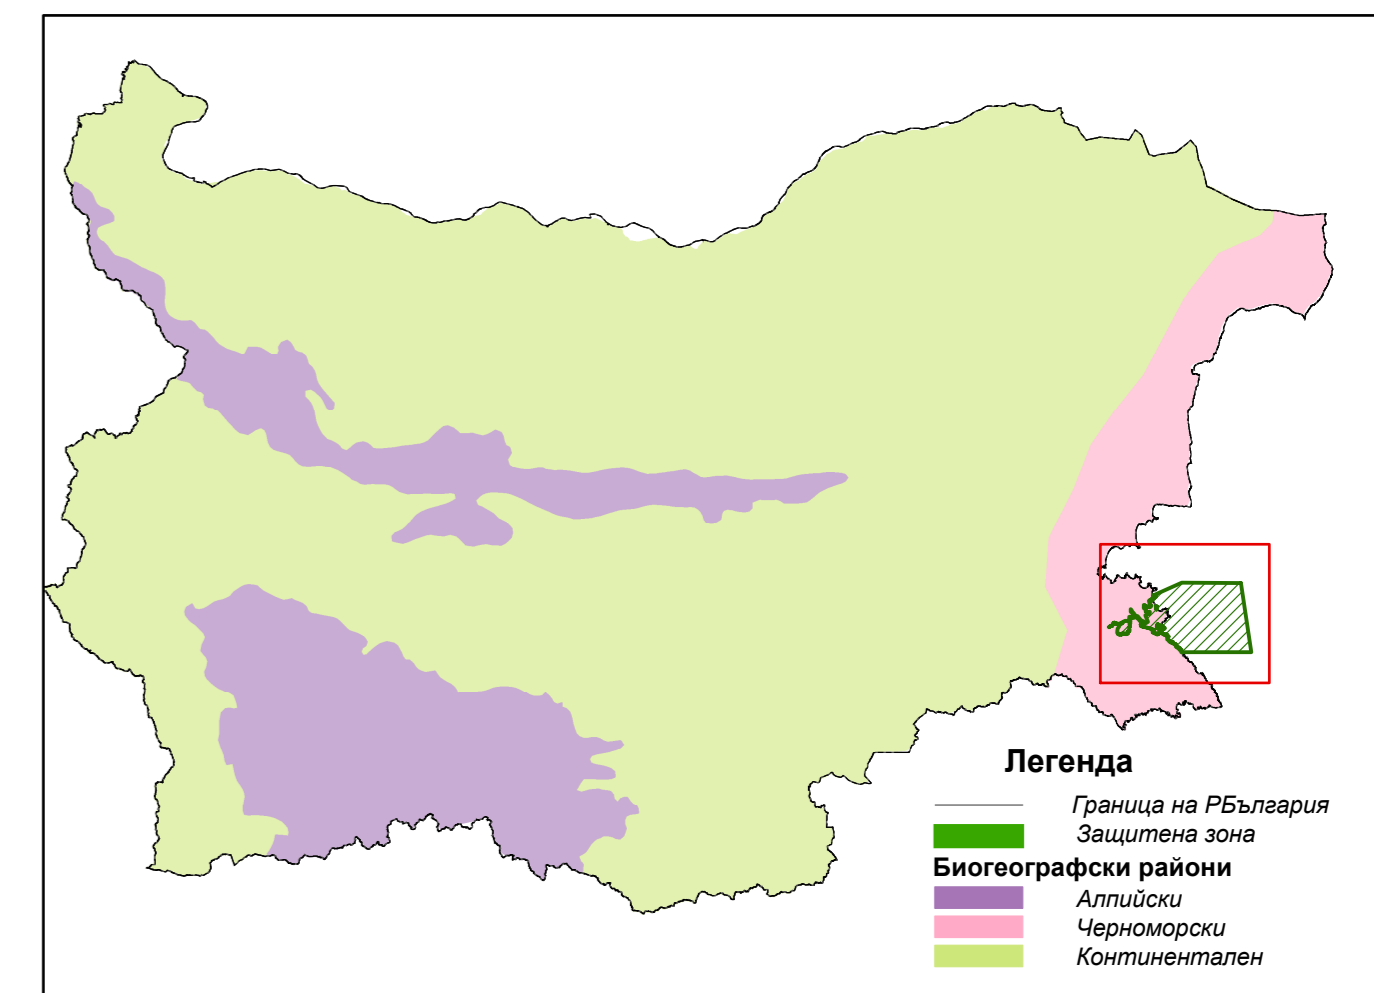 Легенда
Граница на РБългария
Защитена зона
Биогеографски райони
Алпийски
Черноморски
Континентален